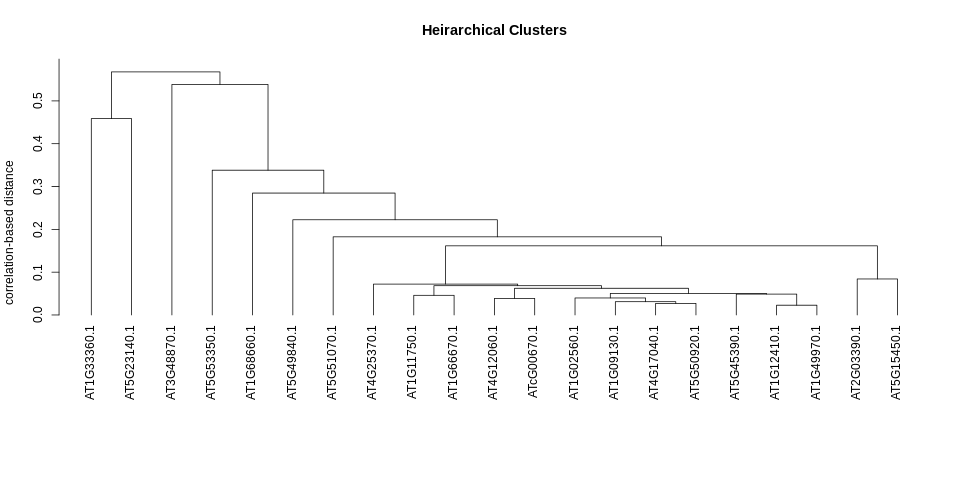 Heirarchical Clusters
correlation-based distance
0.5
0.4
0.3
0.2
0.1
0.0
AT1G33360.1
AT5G23140.1
AT3G48870.1
AT5G53350.1
AT1G68660.1
AT5G49840.1
AT5G51070.1
AT4G25370.1
AT1G11750.1
AT1G66670.1
AT4G12060.1
ATcG00670.1
AT1G02560.1
AT1G09130.1
AT4G17040.1
AT5G50920.1
AT5G45390.1
AT1G12410.1
AT1G49970.1
AT2G03390.1
AT5G15450.1